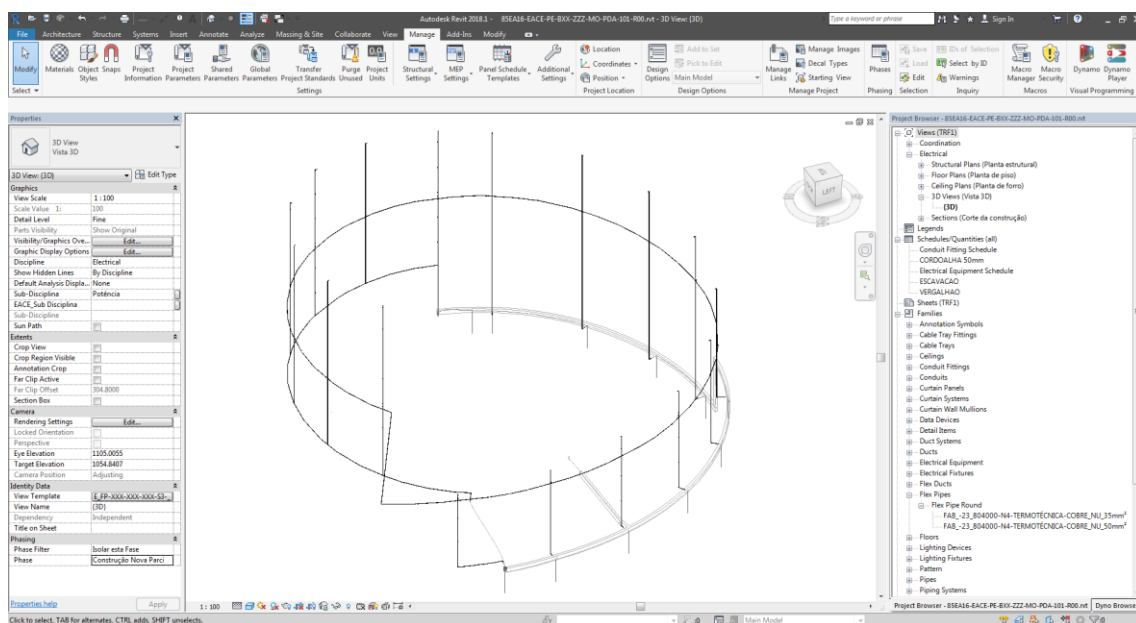 Autodesk Revit 2018.1 - 85EA16-EACE-PE-BXX-ZZZ-MO-PDA-101-R00.rvt - 3D View: {3D}
Type a keyword or phrase
Sign In
File Architecture Structure Systems Insert Annotate Analyze Massing & Site Collaborate View Manage Add-Ins Modify
Modify
Materials
Object Styles
Snaps
Project Information
Project Parameters
Shared Parameters
Global Parameters
Transfer Project Standards
Purge Unused
Project Units
Structural Settings
MEP Settings
Panel Schedule Templates
Additional Settings
Location
Coordinates
Position
Design Options
Add to Set
Pick to Edit
Main Model
Manage Links
Manage Images
Decal Types
Starting View
Phases
Save
Load
Edit
IDs of Selection
Select by ID
Warnings
Macro Manager
Macro Security
Dynamo
Dynamo Player
Select
Settings
Project Location
Design Options
Manage Project
Phasing
Selection
Inquiry
Macros
Visual Programming
Properties
3D View
Vista 3D
3D View: {3D}
Edit Type
Graphics
View Scale 1 : 100
Scale Value 1: 100
Detail Level Fine
Parts Visibility Show Original
Visibility/Graphics Ove... Edit...
Graphic Display Options Edit...
Discipline Electrical
Show Hidden Lines By Discipline
Default Analysis Displa... None
Sub-Disciplina Potência
EACE_Sub Disciplina
Sub-Discipline
Sun Path
Extents
Crop View
Crop Region Visible
Annotation Crop
Far Clip Active
Far Clip Offset 304.8000
Section Box
Camera
Rendering Settings Edit...
Locked Orientation
Perspective
Eye Elevation 1105.0055
Target Elevation 1054.8407
Camera Position Adjusting
Identity Data
View Template E_FP-XXX-XXX-XXX-S3-
View Name {3D}
Dependency Independent
Title on Sheet
Phasing
Phase Filter Isolar esta Fase
Phase Construção Nova Parci
Properties help
Apply
LEFT
1 : 100
Project Browser - 85EA16-EACE-PE-BXX-ZZZ-MO-PDA-101-R00.rvt
Views (TRF1)
Coordination
Electrical
Structural Plans (Planta estrutural)
Floor Plans (Planta de piso)
Ceiling Plans (Planta de forro)
3D Views (Vista 3D)
{3D}
Sections (Corte da construção)
Legends
Schedules/Quantities (all)
Conduit Fitting Schedule
CORDOALHA 50mm
Electrical Equipment Schedule
ESCAVACAO
VERGALHAO
Sheets (TRF1)
Families
Annotation Symbols
Cable Tray Fittings
Cable Trays
Ceilings
Conduit Fittings
Conduits
Curtain Panels
Curtain Systems
Curtain Wall Mullions
Data Devices
Detail Items
Duct Systems
Ducts
Electrical Equipment
Electrical Fixtures
Flex Ducts
Flex Pipes
Flex Pipe Round
FAB_-23_804000-N4-TERMOTÉCNICA-COBRE_NU_35mm²
FAB_-23_804000-N4-TERMOTÉCNICA-COBRE_NU_50mm²
Floors
Lighting Devices
Lighting Fixtures
Pattern
Pipes
Piping Systems
Project Browser - 85EA16-EACE-PE-BXX-ZZZ-MO-PDA-101-R00.rvt
Dyno Browse
Click to select, TAB for alternates, CTRL adds, SHIFT unselects.
:0
Main Model
:0